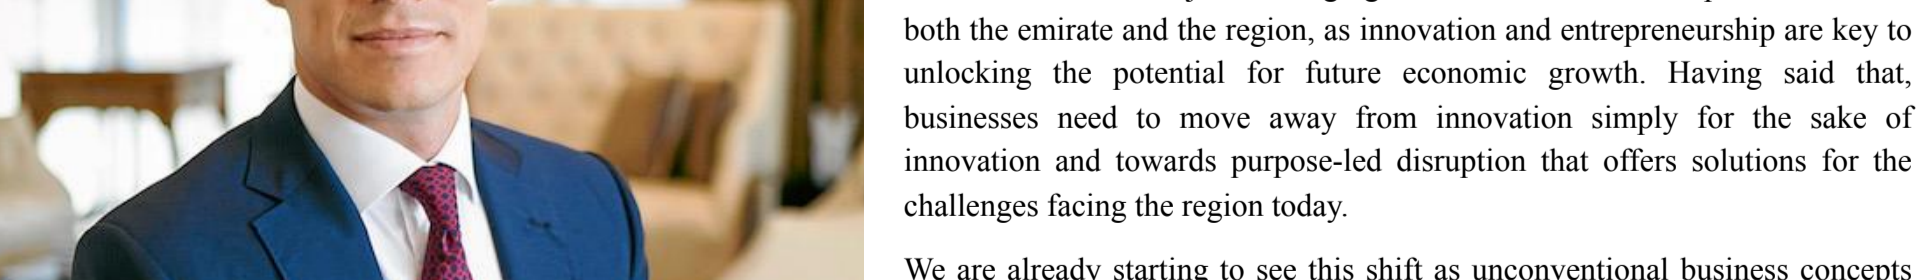 both the emirate and the region, as innovation and entrepreneurship are key to
unlocking the potential for future economic growth. Having said that,
businesses need to move away from innovation simply for the sake of
innovation and towards purpose-led disruption that offers solutions for the
challenges facing the region today.
We are already starting to see this shift as unconventional business concepts